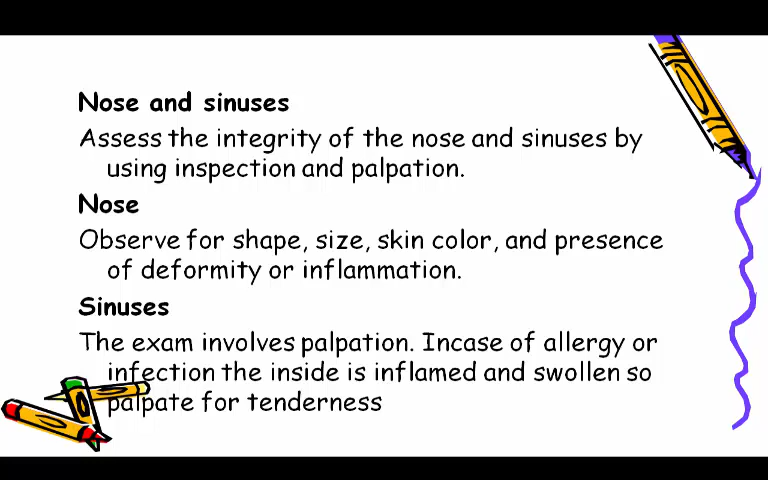 Nose and sinuses
Assess the integrity of the nose and sinuses by
using inspection and palpation.
Nose
Observe for shape, size, skin color, and presence
of deformity or inflammation.
Sinuses
The exam involves palpation. Incase of allergy or
infection the inside is inflamed and swollen so
palpate for tenderness